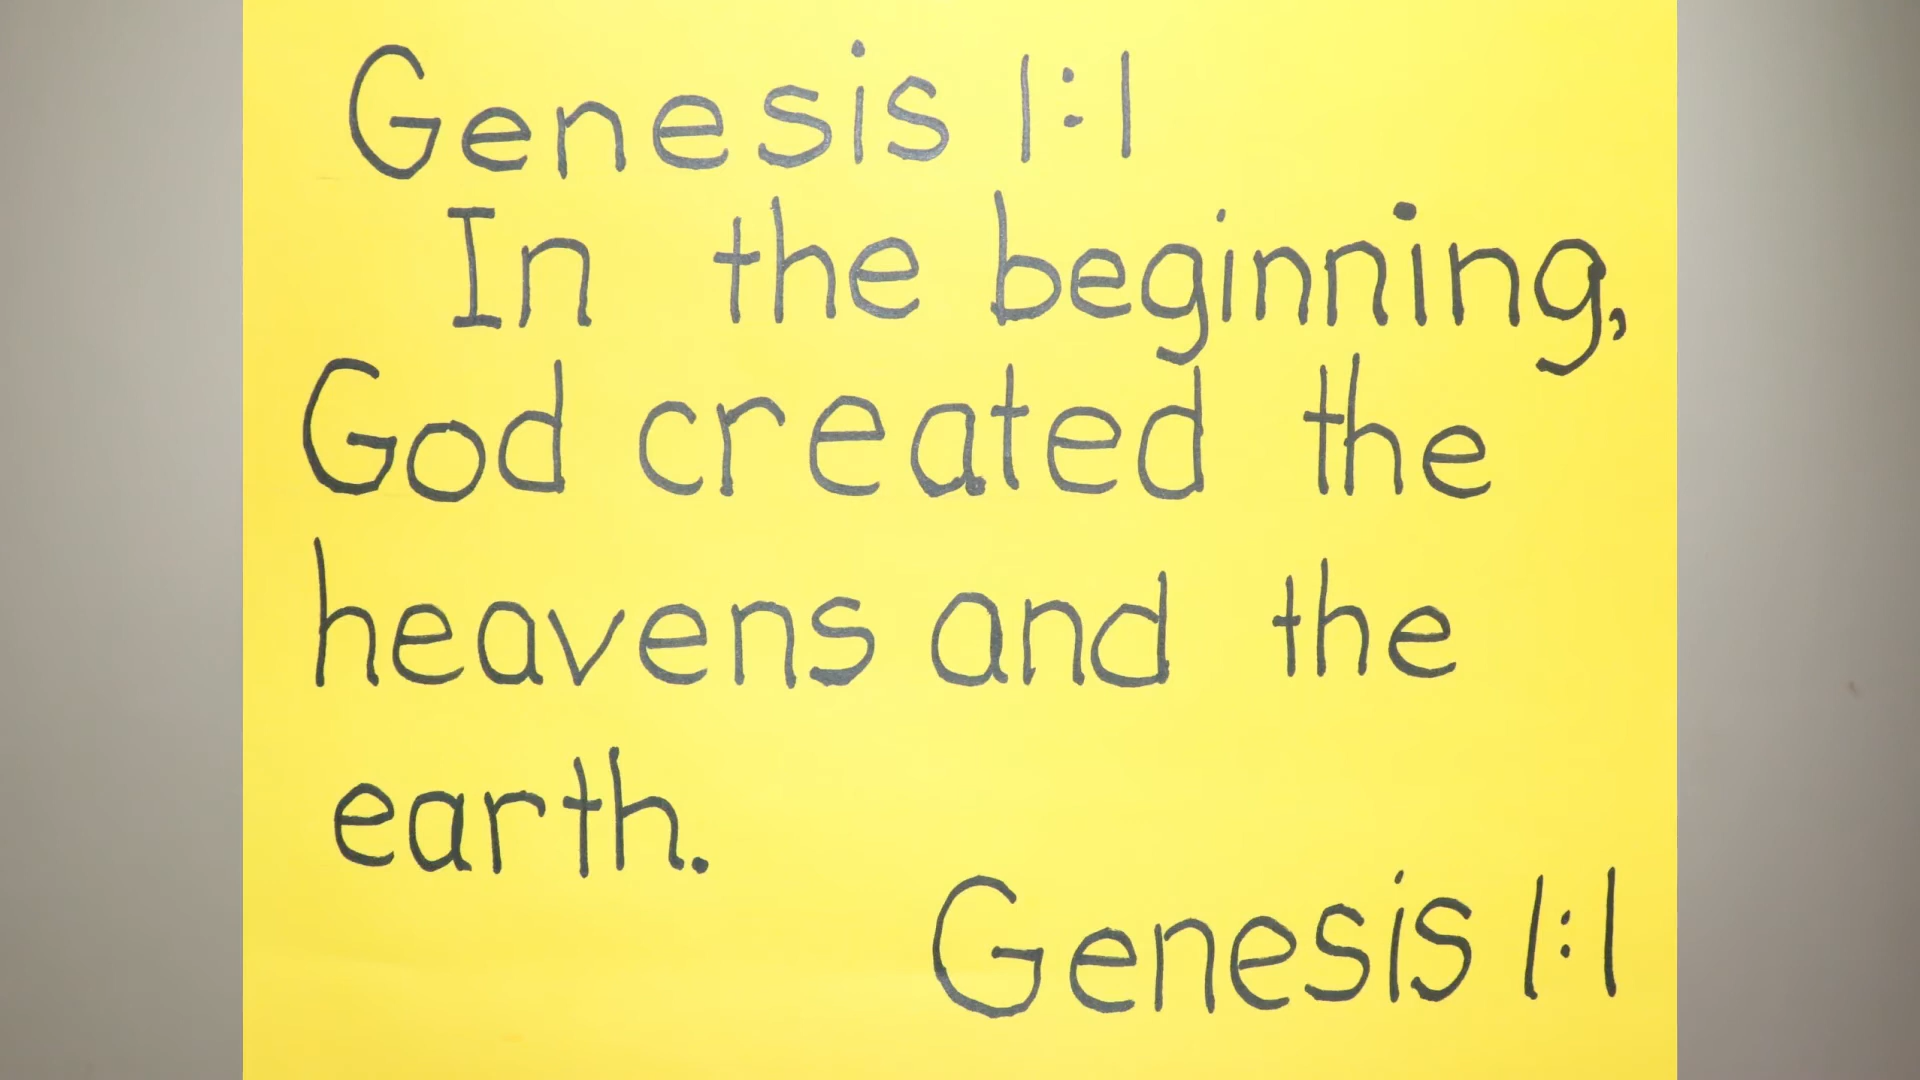 Genesis 1:1
In the beginning,
God created the
heavens and the
earth.
Genesis 1:1